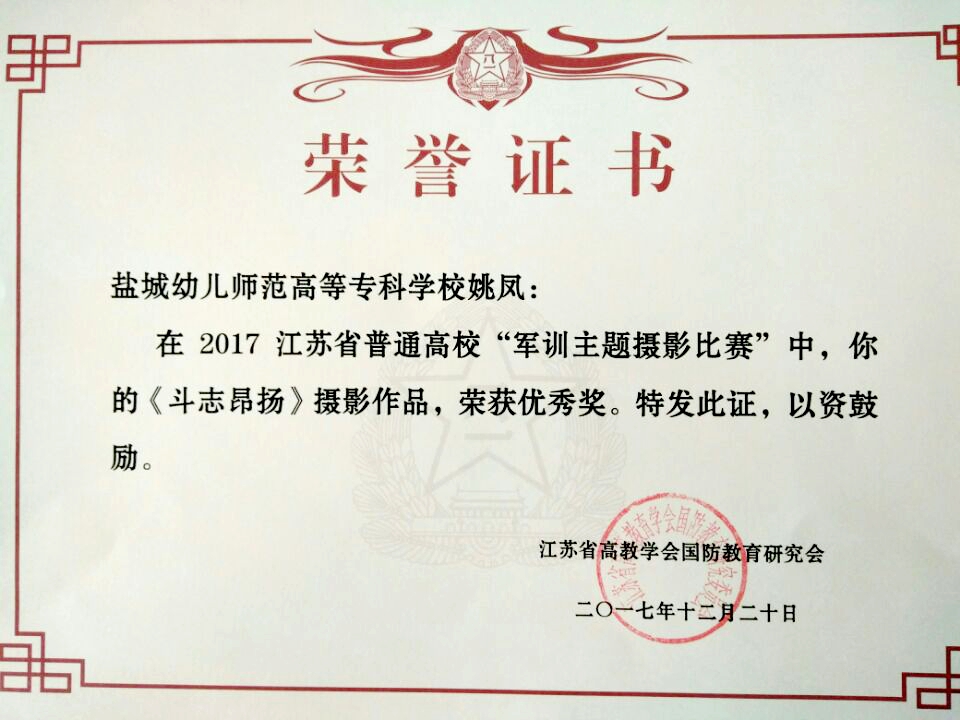 荣誉证书
盐城幼儿师范高等专科学校姚凤：
在 2017 江苏省普通高校“军训主题摄影比赛”中，你
的《斗志昂扬》摄影作品，荣获优秀奖。特发此证，以资鼓
励。
江苏省高教学会国防教育研究会
二〇一七年十二月二十日